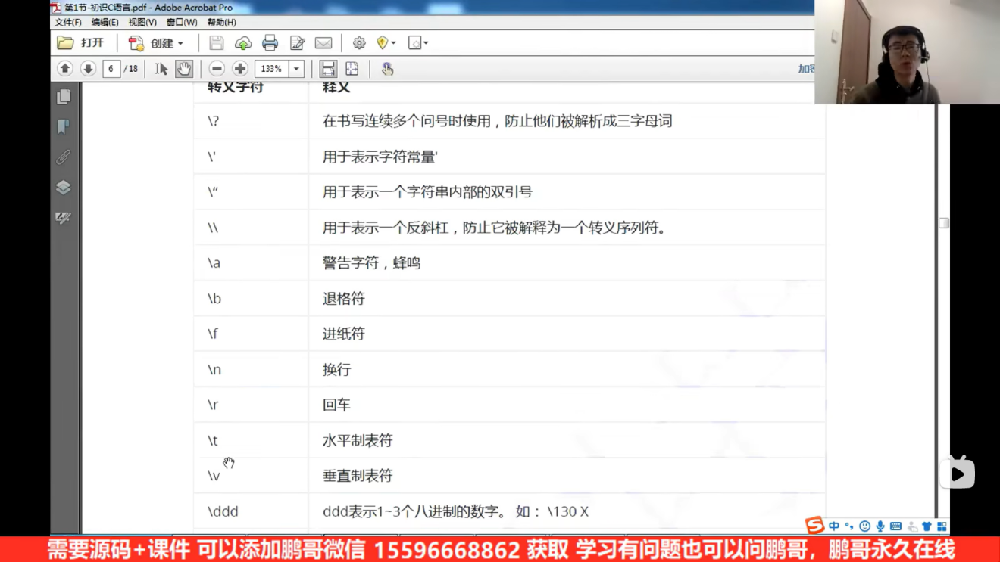 第1节-初识C语言.pdf - Adobe Acrobat Pro
文件(F) 编辑(E) 视图(V) 窗口(W) 帮助(H)
打开 创建
6 / 18 133%
转义字符 释义
\? 在书写连续多个问号时使用，防止他们被解析成三字母词
\' 用于表示字符常量'
\“ 用于表示一个字符串内部的双引号
\\ 用于表示一个反斜杠，防止它被解释为一个转义序列符。
\a 警告字符，蜂鸣
\b 退格符
\f 进纸符
\n 换行
\r 回车
\t 水平制表符
\v 垂直制表符
\ddd ddd表示1~3个八进制的数字。 如： \130 X
中
需要源码+课件 可以添加鹏哥微信 15596668862 获取 学习有问题也可以问鹏哥，鹏哥永久在线